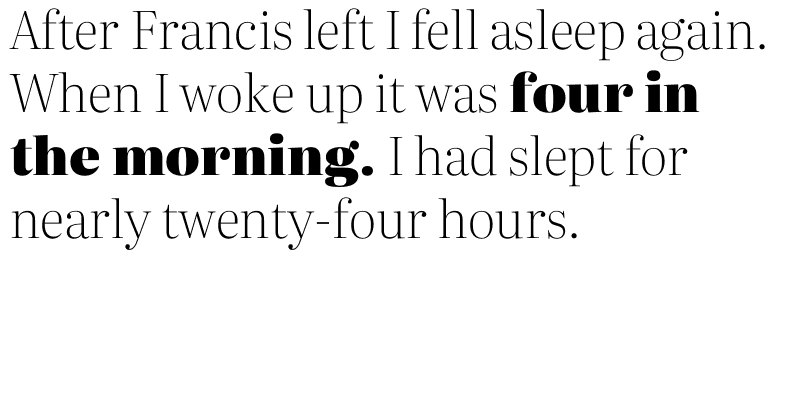 After Francis left I fell asleep again.
When I woke up it was four in
the morning. I had slept for
nearly twenty-four hours.